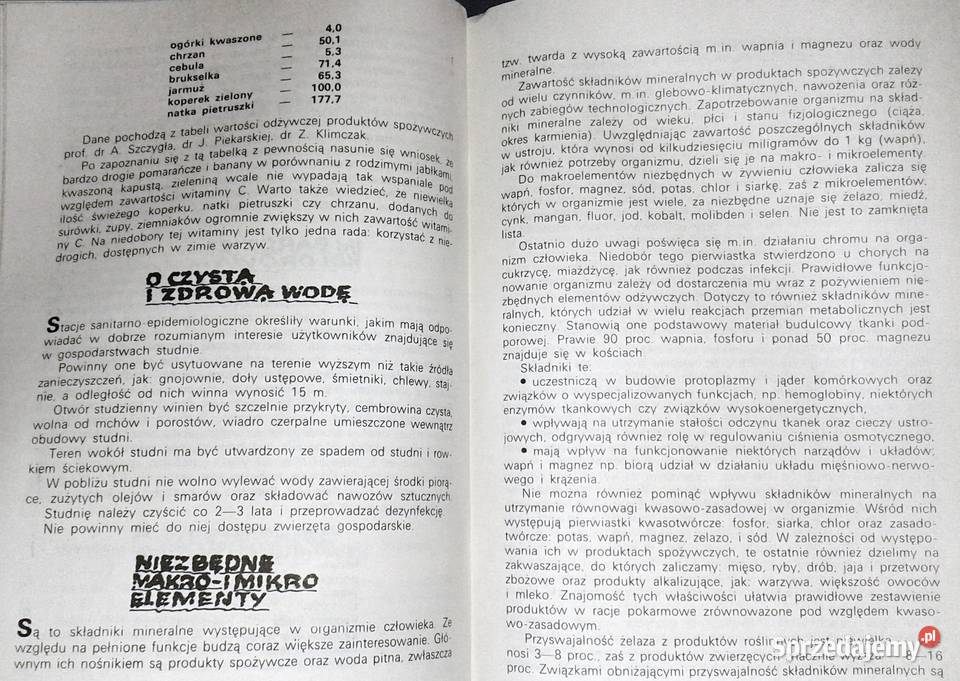 ogórki kwaszone — 4,0
chrzan — 50,1
cebula — 5,3
brukselka — 71,4
jarmuż — 65,3
koperek zielony — 100,0
natka pietruszki — 177,7
Dane pochodzą z tabeli wartości odżywczej produktów spożywczych
prof. dr A. Szczygła, dr J. Piekarskiej, dr Z. Klimczak.
Po zapoznaniu się z tą tabelką z pewnością nasunie się wniosek, że
bardzo drogie pomarańcze i banany w porównaniu z rodzimymi jabłkami,
kwaszoną kapustą, zieleniną wcale nie wypadają tak wspaniale pod
względem zawartości witaminy C. Warto także wiedzieć, że niewielka
ilość świeżego koperku, natki pietruszki czy chrzanu, dodanych do
surówki, zupy, ziemniaków ogromnie zwiększy w nich zawartość witami-
ny C. Na niedobory tej witaminy jest tylko jedna rada: korzystać z nie-
drogich, dostępnych w zimie warzyw.
O CZYSTĄ
I ZDROWĄ WODĘ
Stacje sanitarno-epidemiologiczne określiły warunki, jakim mają odpo-
wiadać w dobrze rozumianym interesie użytkowników znajdujące się
w gospodarstwach studnie.
Powinny one być usytuowane na terenie wyższym niż takie źródła
zanieczyszczeń, jak: gnojownie, doły ustępowe, śmietniki, chlewy, staj-
nie, a odległość od nich winna wynosić 15 m.
Otwór studzienny winien być szczelnie przykryty, cembrowina czysta,
wolna od mchów i porostów, wiadro czerpalne umieszczone wewnątrz
obudowy studni.
Teren wokół studni ma być utwardzony ze spadem od studni i row-
kiem ściekowym.
W pobliżu studni nie wolno wylewać wody zawierającej środki piorą-
ce, zużytych olejów i smarów oraz składować nawozów sztucznych.
Studnię należy czyścić co 2—3 lata i przeprowadzać dezynfekcję.
Nie powinny mieć do niej dostępu zwierzęta gospodarskie.
NIEZBĘDNE
MAKRO- I MIKRO
ELEMENTY
Są to składniki mineralne występujące w organizmie człowieka. Ze
względu na pełnione funkcje budzą coraz większe zainteresowanie. Głó-
wnym ich nośnikiem są produkty spożywcze oraz woda pitna, zwłaszcza
tzw. twarda z wysoką zawartością m.in. wapnia i magnezu oraz wody
mineralne.
Zawartość składników mineralnych w produktach spożywczych zależy
od wielu czynników, m.in. glebowo-klimatycznych, nawożenia oraz róż-
nych zabiegów technologicznych. Zapotrzebowanie organizmu na skład-
niki mineralne zależy od wieku, płci i stanu fizjologicznego (ciąża,
okres karmienia). Uwzględniając zawartość poszczególnych składników
w ustroju, która wynosi od kilkudziesięciu miligramów do 1 kg (wapń),
jak również potrzeby organizmu, dzieli się je na makro- i mikroelementy.
Do makroelementów niezbędnych w żywieniu człowieka zalicza się
wapń, fosfor, magnez, sód, potas, chlor i siarkę, zaś z mikroelementów,
których w organizmie jest wiele, za niezbędne uznaje się żelazo, miedź,
cynk, mangan, fluor, jod, kobalt, molibden i selen. Nie jest to zamknięta
lista.
Ostatnio dużo uwagi poświęca się m.in. działaniu chromu na orga-
nizm człowieka. Niedobór tego pierwiastka stwierdzono u chorych na
cukrzycę, miażdżycę, jak również podczas infekcji. Prawidłowe funkcjo-
nowanie organizmu zależy od dostarczenia mu wraz z pożywieniem nie-
zbędnych elementów odżywczych. Dotyczy to również składników mine-
ralnych, których udział w wielu reakcjach przemian metabolicznych jest
konieczny. Stanowią one podstawowy materiał budulcowy tkanki pod-
porowej. Prawie 90 proc. wapnia, fosforu i ponad 50 proc. magnezu
znajduje się w kościach.
Składniki te:
• uczestniczą w budowie protoplazmy i jąder komórkowych oraz
związków o wyspecjalizowanych funkcjach, np. hemoglobiny, niektórych
enzymów tkankowych czy związków wysokoenergetycznych,
• wpływają na utrzymanie stałości odczynu tkanek oraz cieczy ustro-
jowych, odgrywają również rolę w regulowaniu ciśnienia osmotycznego,
• mają wpływ na funkcjonowanie niektórych narządów i układów,
wapń i magnez np. biorą udział w działaniu układu mięśniowo-nerwo-
wego i krążenia.
Nie można również pominąć wpływu składników mineralnych na
utrzymanie równowagi kwasowo-zasadowej w organizmie. Wśród nich
występują pierwiastki kwasotwórcze: fosfor, siarka, chlor oraz zasado-
twórcze: potas, wapń, magnez, żelazo, i sód. W zależności od występo-
wania ich w produktach spożywczych, te ostatnie również dzielimy na
zakwaszające, do których zaliczamy: mięso, ryby, drób, jaja i przetwory
zbożowe oraz produkty alkalizujące, jak: warzywa, większość owoców
i mleko. Znajomość tych właściwości ułatwia prawidłowe zestawienie
produktów w racje pokarmowe zrównoważone pod względem kwaso-
wo-zasadowym.
Przyswajalność żelaza z produktów roślinnych jest niewielka
nosi 3—8 proc., zaś z produktów zwierzęcych znacznie wyższa 8—16
proc. Związkami obniżającymi przyswajalność składników mineralnych są
Sprzedajemy.pl